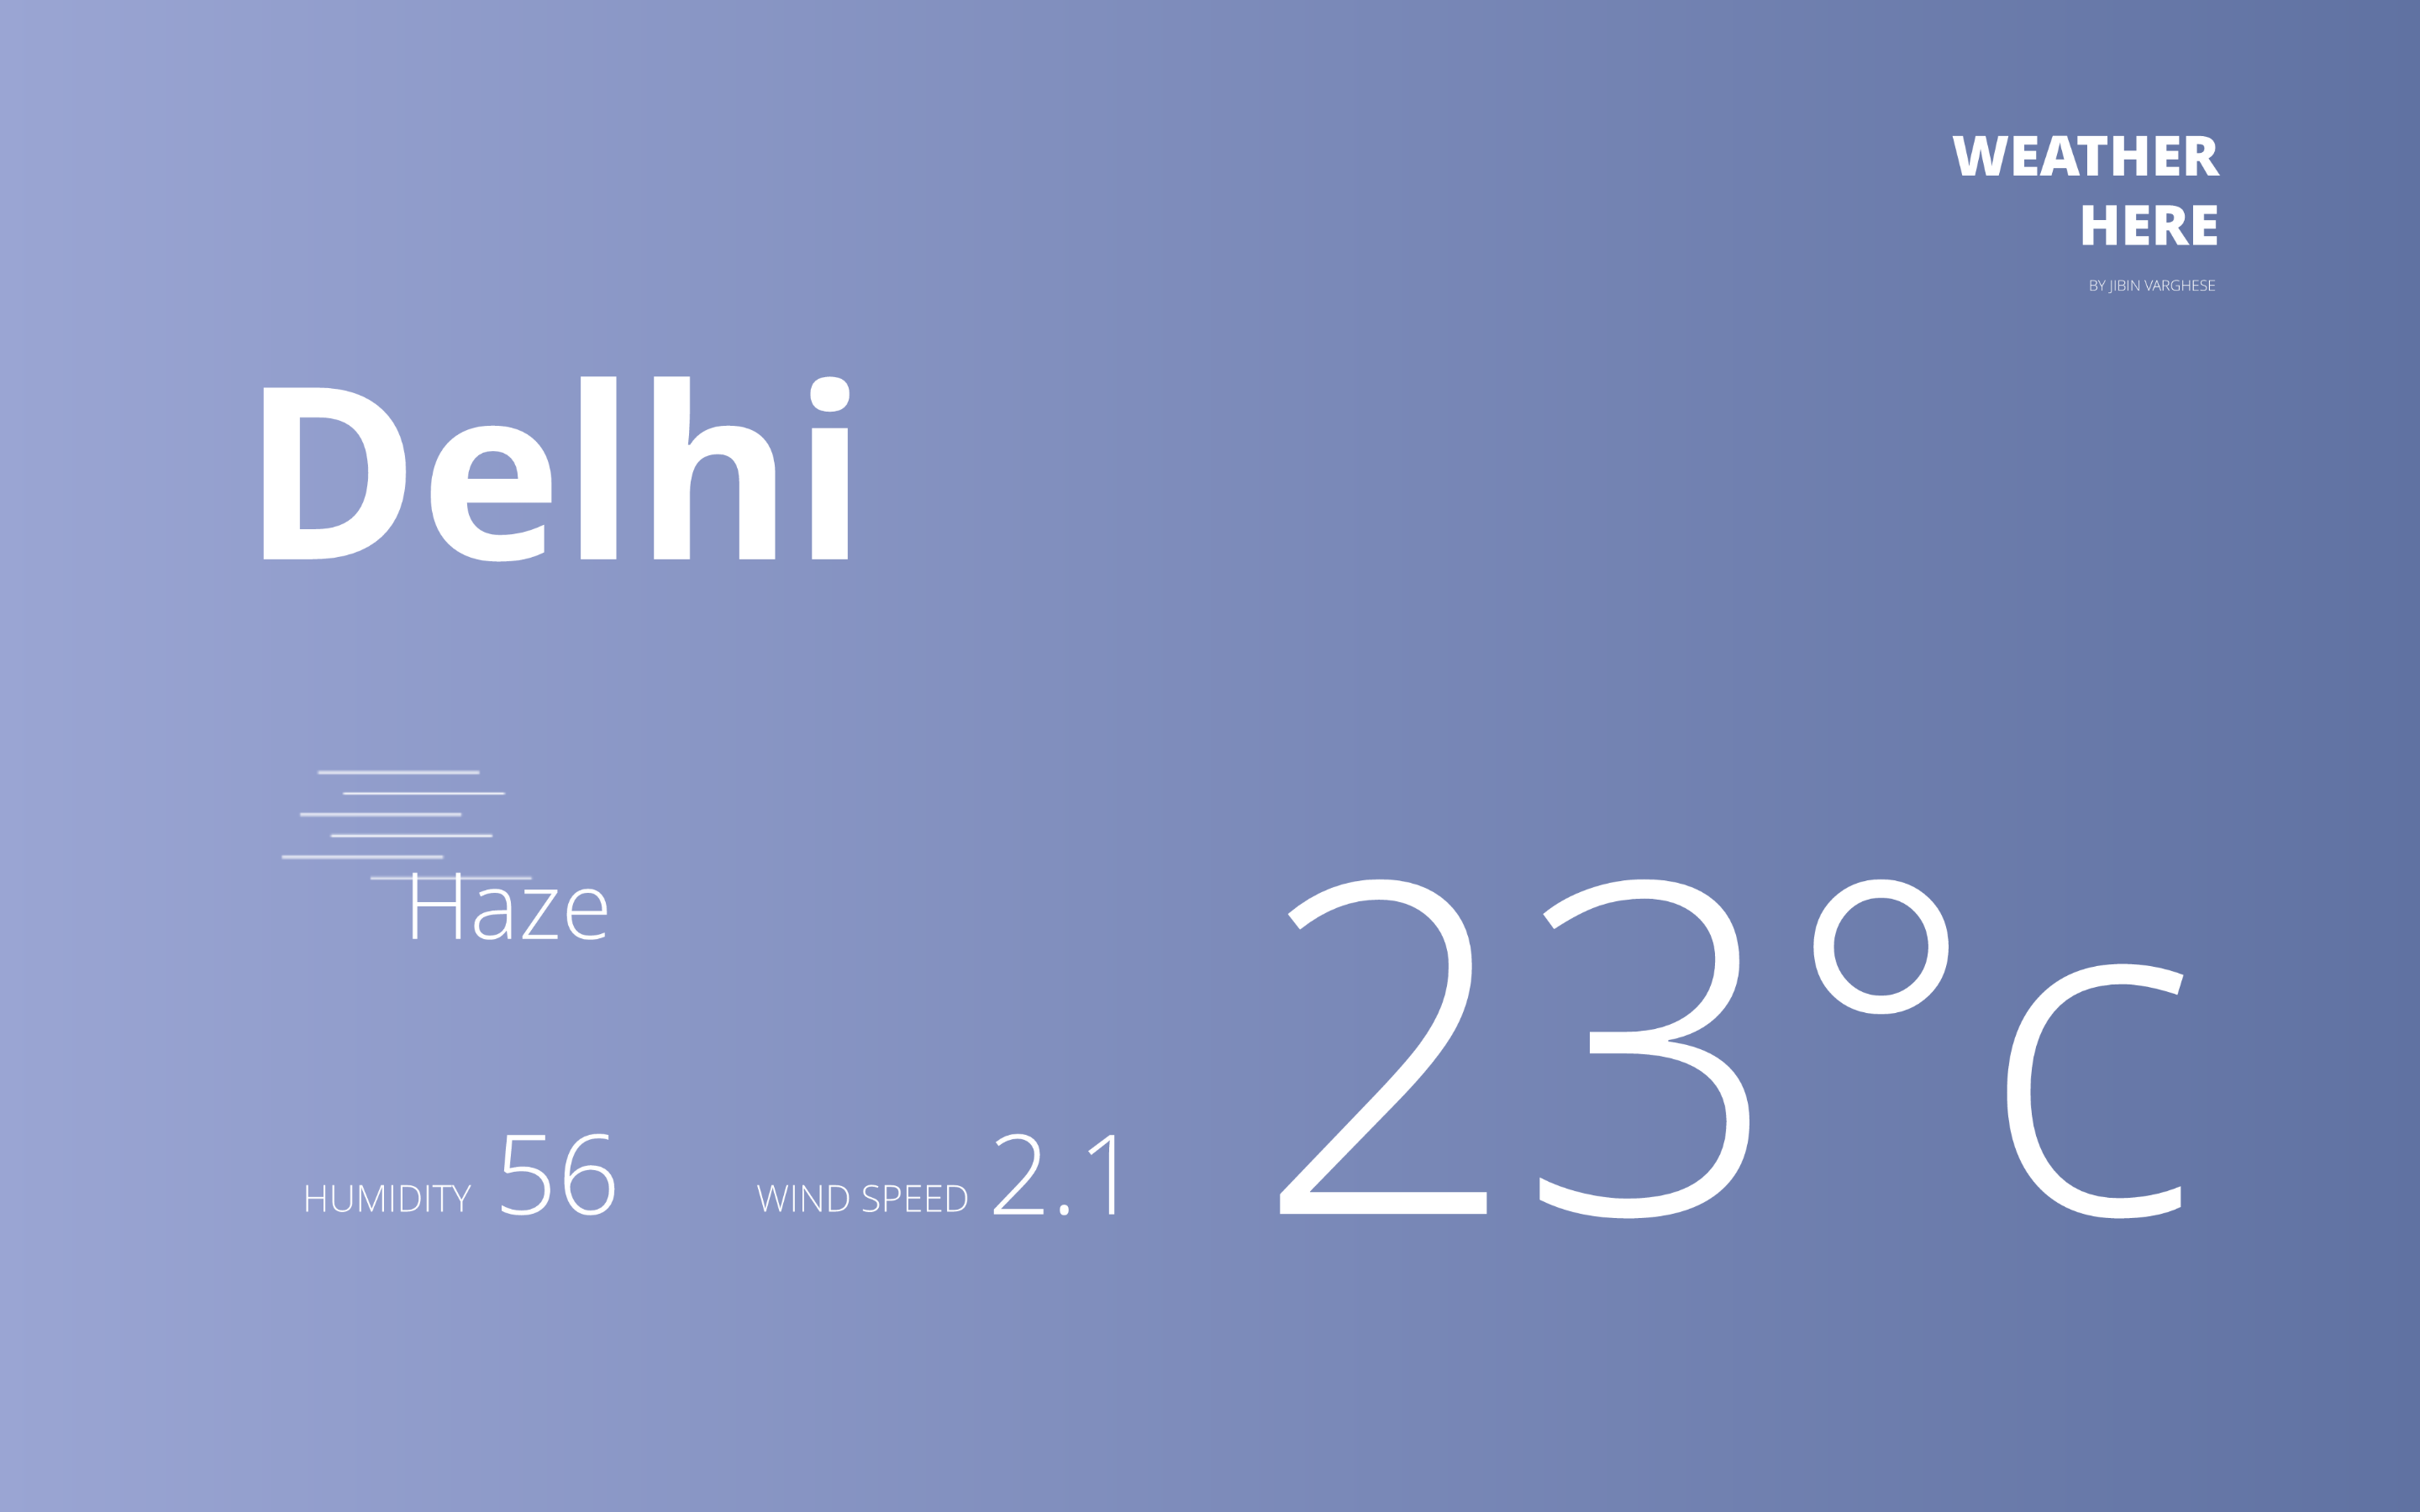 WEATHER
HERE
BY JIBIN VARGHESE
Delhi
Haze
23°c
HUMIDITY 56
WIND SPEED 2.1